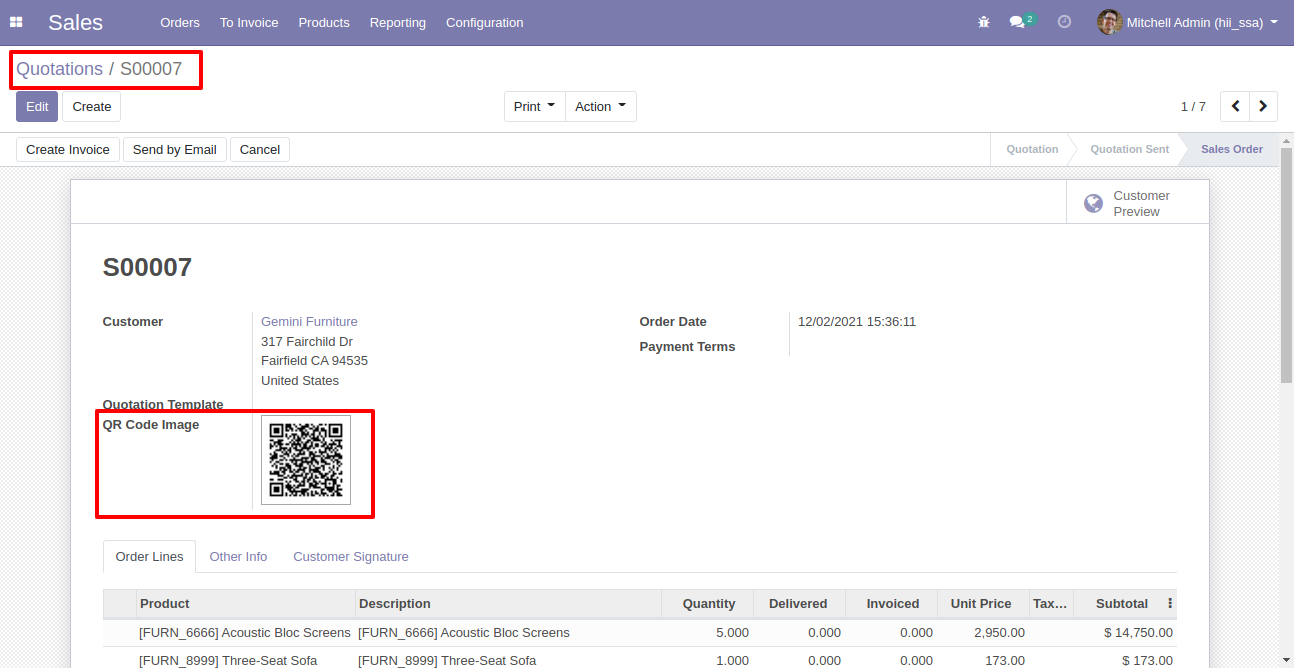 Sales Orders To Invoice Products Reporting Configuration 2 Mitchell Admin (hii_ssa)
Quotations / S00007
Edit Create Print Action 1 / 7
Create Invoice Send by Email Cancel Quotation Quotation Sent Sales Order
Customer
Preview
S00007
Customer Gemini Furniture Order Date 12/02/2021 15:36:11
317 Fairchild Dr Payment Terms
Fairfield CA 94535
United States
Quotation Template
QR Code Image
Order Lines Other Info Customer Signature
Product Description Quantity Delivered Invoiced Unit Price Tax... Subtotal
[FURN_6666] Acoustic Bloc Screens [FURN_6666] Acoustic Bloc Screens 5.000 0.000 0.000 2,950.00 $ 14,750.00
[FURN_8999] Three-Seat Sofa [FURN_8999] Three-Seat Sofa 1.000 0.000 0.000 173.00 $ 173.00